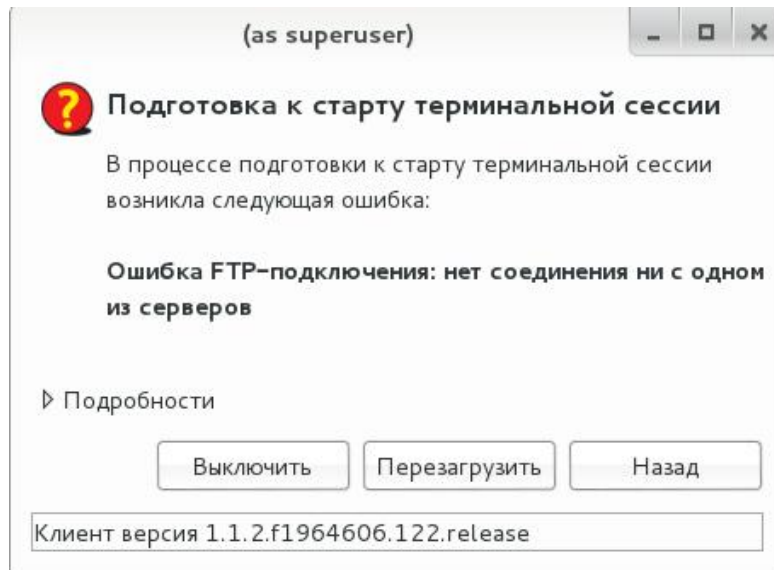 (as superuser)
Подготовка к старту терминальной сессии
В процессе подготовки к старту терминальной сессии
возникла следующая ошибка:
Ошибка FTP-подключения: нет соединения ни с одном
из серверов
Подробности
Выключить Перезагрузить Назад
Клиент версия 1.1.2.f1964606.122.release